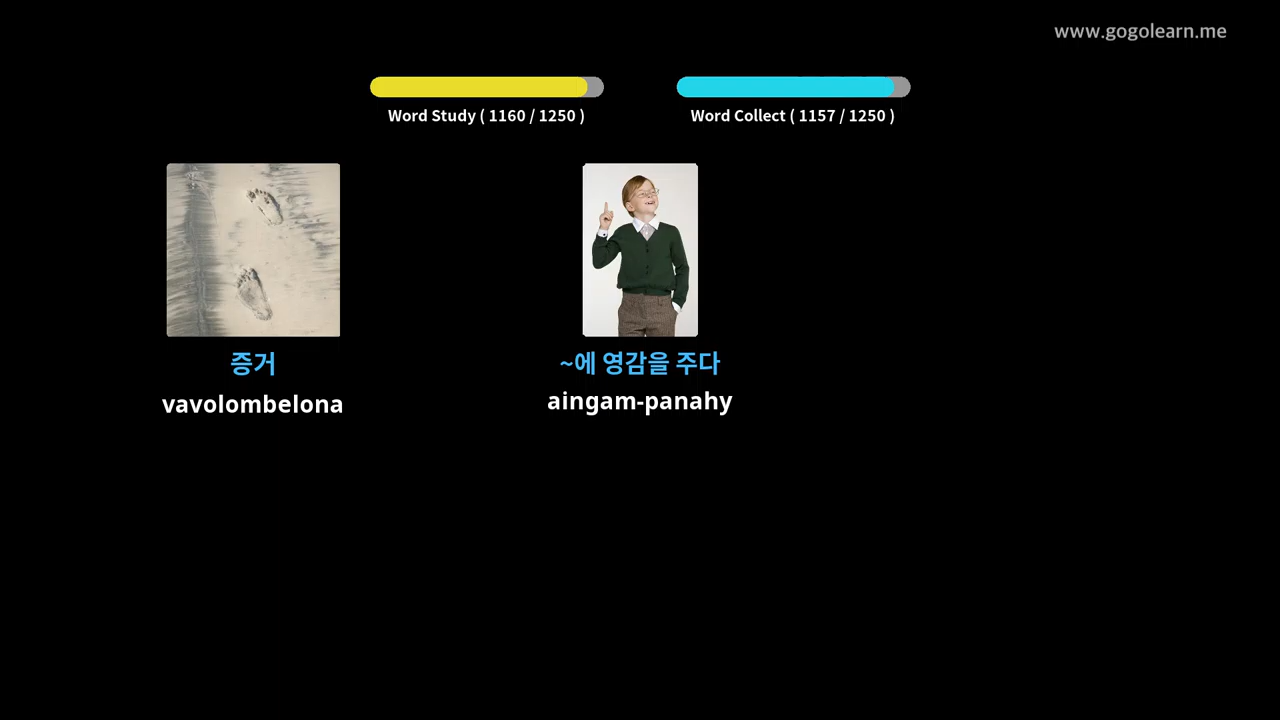 www.gogolearn.me
Word Study ( 1160 / 1250 )
Word Collect ( 1157 / 1250 )
증거
~에 영감을 주다
vavolombelona
aingam-panahy